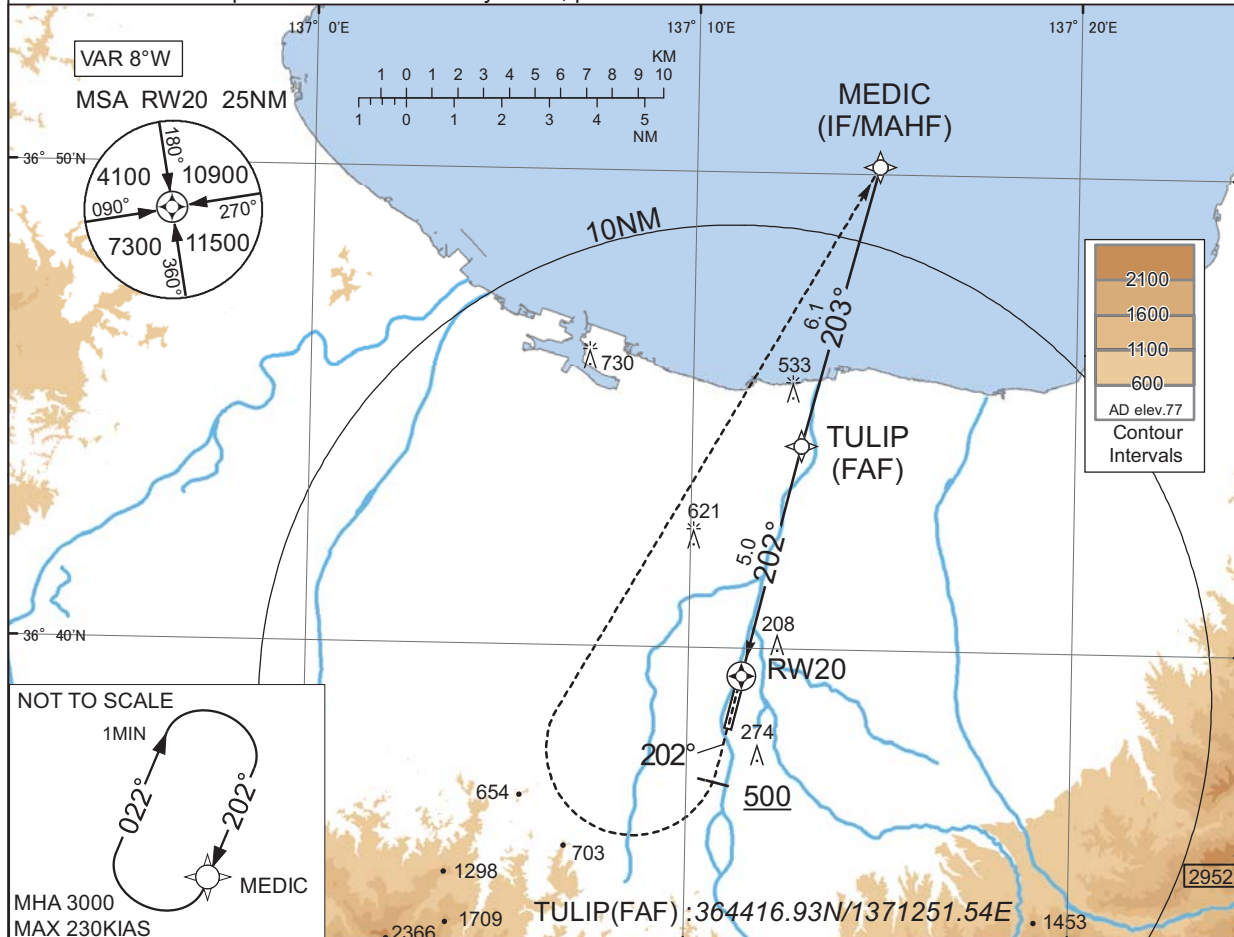 137° 0'E
137° 10'E
137° 20'E
VAR 8°W
MSA RW20 25NM
180°
4100
10900
090°
270°
7300
11500
360°
KM
1 0 1 2 3 4 5 6 7 8 9 10
1 0 1 2 3 4 5
NM
MEDIC
(IF/MAHF)
36° 50'N
10NM
6.1
203°
2100
1600
1100
600
AD elev.77
Contour
Intervals
730
533
TULIP
(FAF)
621
5.0
202°
36° 40'N
208
RW20
274
202°
500
NOT TO SCALE
1MIN
022°
202°
MEDIC
MHA 3000
MAX 230KIAS
654
703
1298
1709
2366
2952
1453
TULIP(FAF) :364416.93N/1371251.54E